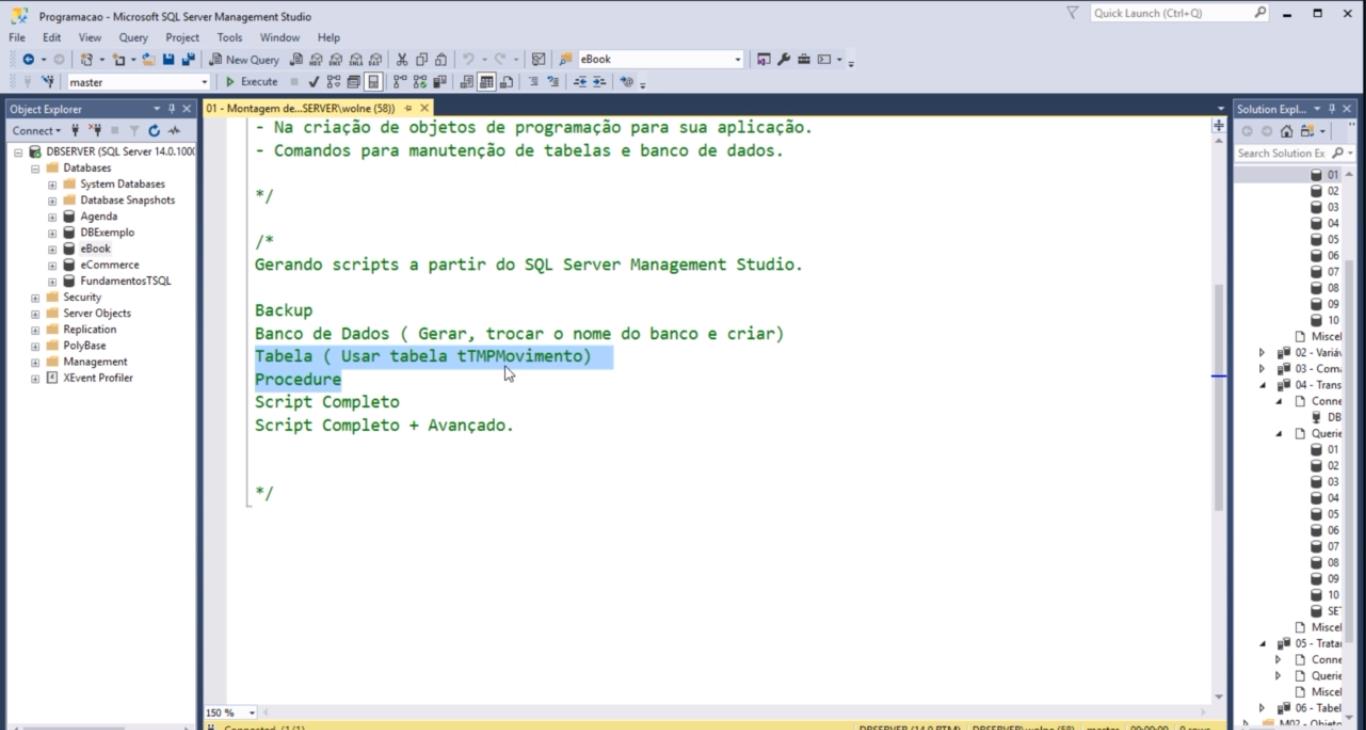 Programacao - Microsoft SQL Server Management Studio
Quick Launch (Ctrl+Q)
File Edit View Query Project Tools Window Help
New Query
eBook
master
Execute
Object Explorer
01 - Montagem de...SERVER\wolne (58))
Solution Expl...
Connect
Search Solution Ex
DBSERVER (SQL Server 14.0.1000
Databases
System Databases
Database Snapshots
Agenda
DBExemplo
eBook
eCommerce
FundamentosTSQL
Security
Server Objects
Replication
PolyBase
Management
XEvent Profiler
- Na criação de objetos de programação para sua aplicação.
- Comandos para manutenção de tabelas e banco de dados.
*/
/*
Gerando scripts a partir do SQL Server Management Studio.
Backup
Banco de Dados ( Gerar, trocar o nome do banco e criar)
Tabela ( Usar tabela tTMPMovimento)
Procedure
Script Completo
Script Completo + Avançado.
*/
01
02
03
04
05
06
07
08
09
10
Miscel
02 - Variáv
03 - Com
04 - Trans
Conne
DB
Querie
01
02
03
04
05
06
07
08
09
10
SE
Miscel
05 - Trata
Conne
Querie
Miscel
06 - Tabel
150 %
Connected. (1/1)
DBSERVER (14.0 RTM)
DBSERVER\wolne (58)
master
00:00:00
0 rows